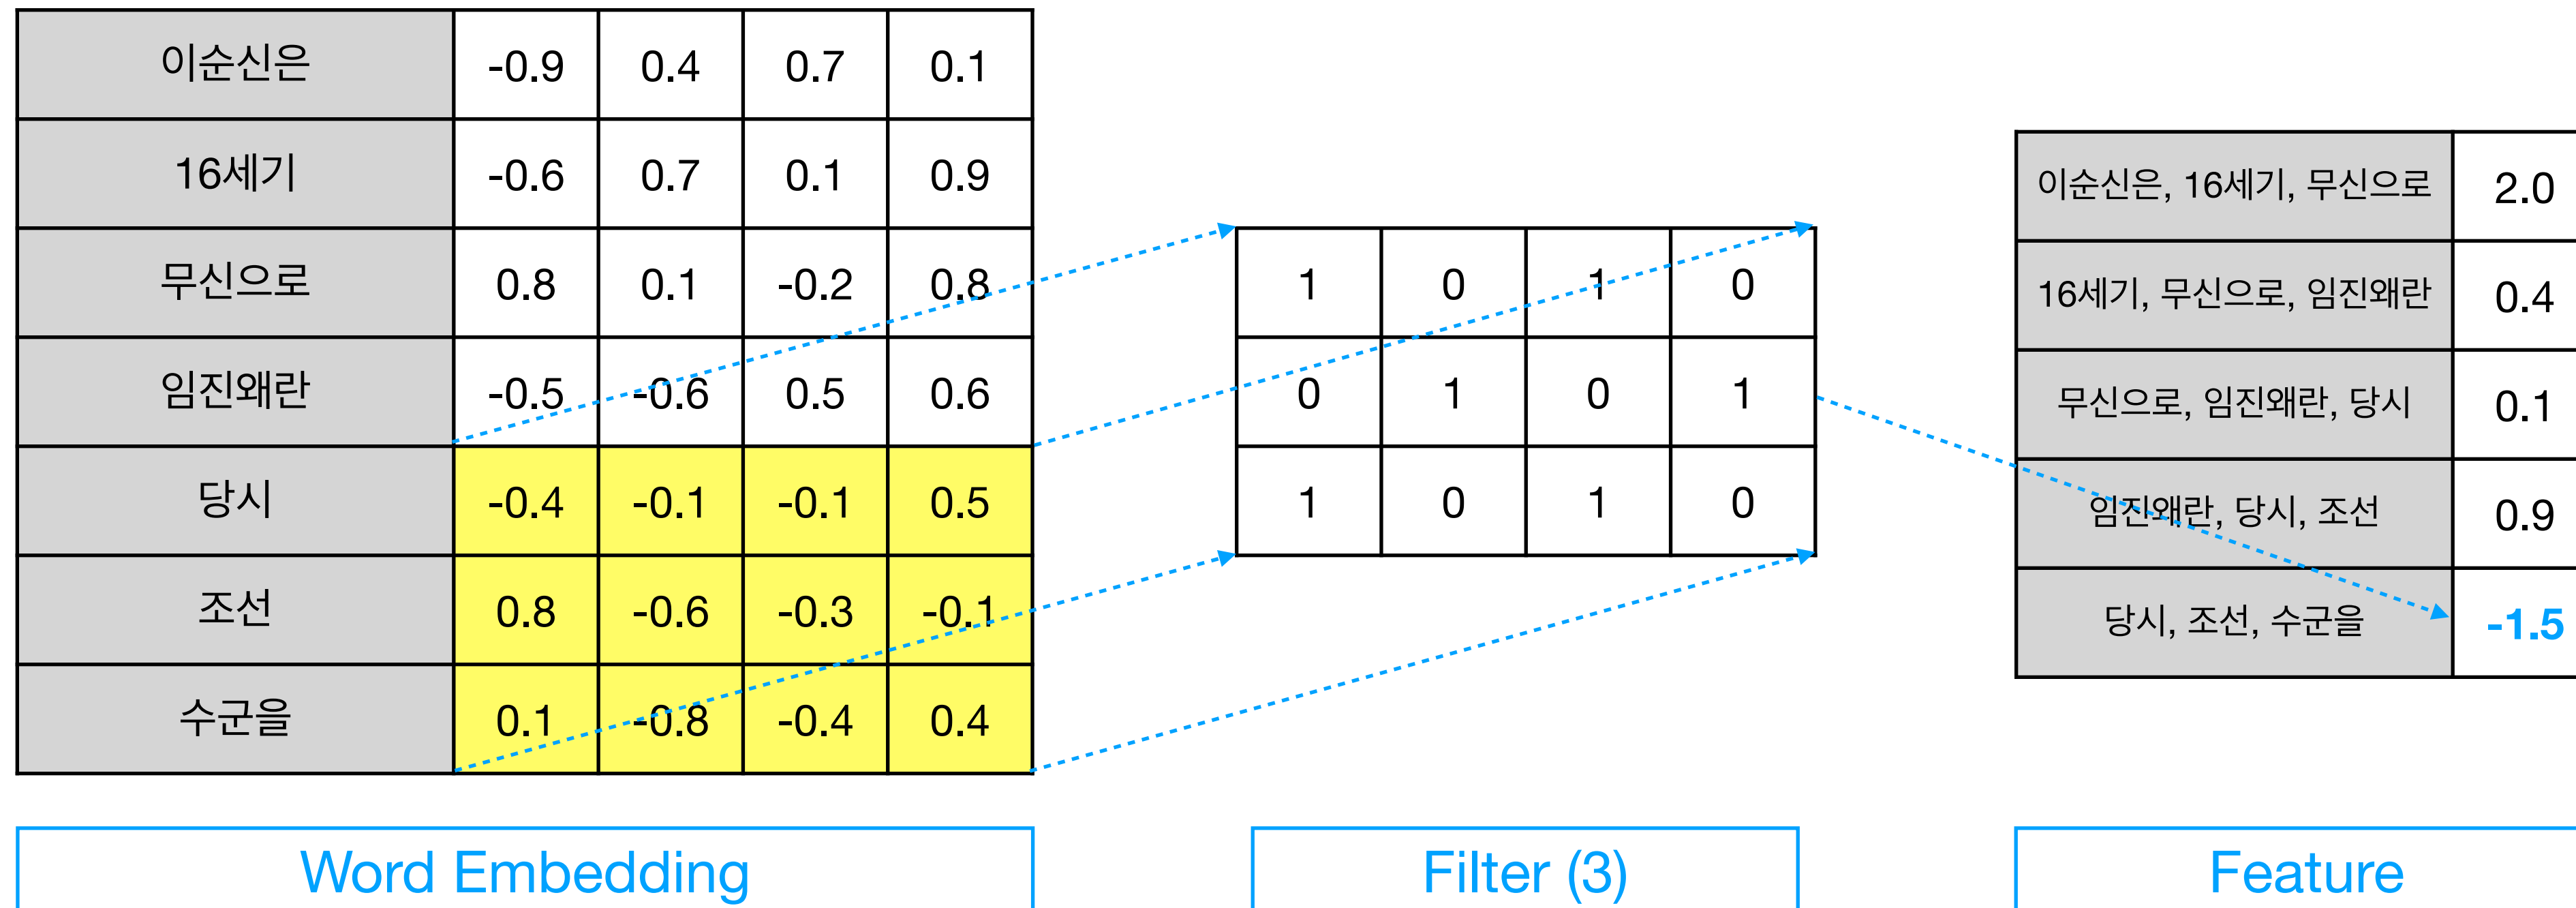 이순신은 -0.9 0.4 0.7 0.1
16세기 -0.6 0.7 0.1 0.9
무신으로 0.8 0.1 -0.2 0.8
임진왜란 -0.5 -0.6 0.5 0.6
당시 -0.4 -0.1 -0.1 0.5
조선 0.8 -0.6 -0.3 -0.1
수군을 0.1 -0.8 -0.4 0.4
Word Embedding
1 0 1 0
0 1 0 1
1 0 1 0
Filter (3)
이순신은, 16세기, 무신으로 2.0
16세기, 무신으로, 임진왜란 0.4
무신으로, 임진왜란, 당시 0.1
임진왜란, 당시, 조선 0.9
당시, 조선, 수군을 -1.5
Feature